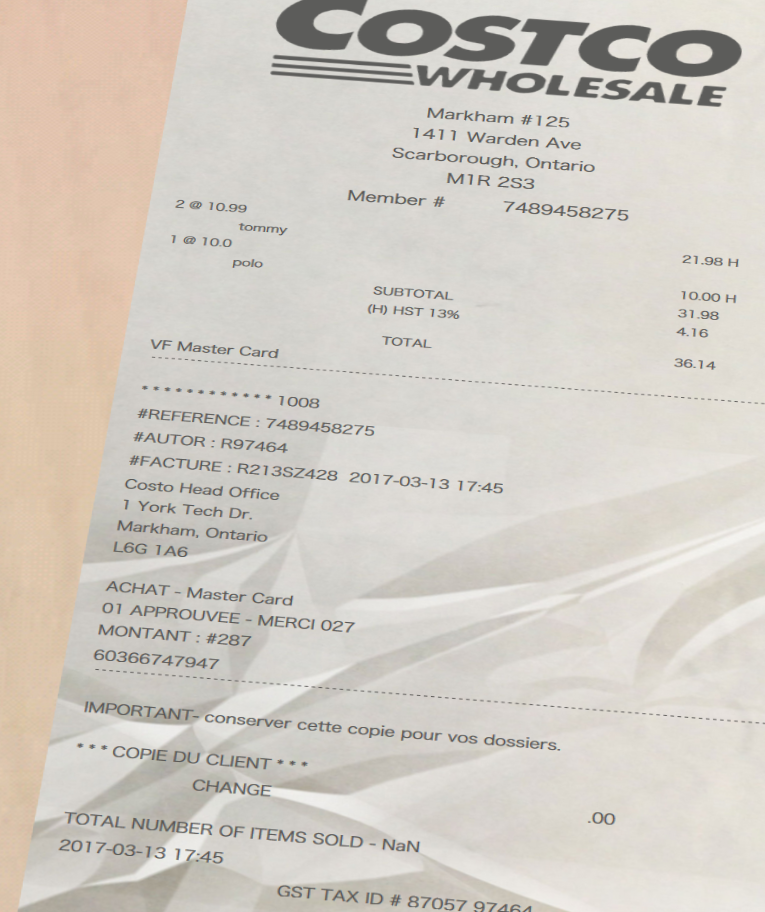 COSTCO
WHOLESALE
Markham #125
1411 Warden Ave
Scarborough, Ontario
M1R 2S3
Member # 7489458275
2 @ 10.99
tommy
21.98 H
1 @ 10.0
polo
10.00 H
SUBTOTAL 31.98
(H) HST 13% 4.16
TOTAL 36.14
VF Master Card
************ 1008
#REFERENCE : 7489458275
#AUTOR : R97464
#FACTURE : R213SZ428 2017-03-13 17:45
Costo Head Office
1 York Tech Dr.
Markham, Ontario
L6G 1A6
ACHAT - Master Card
01 APPROUVEE - MERCI 027
MONTANT : #287
60366747947
IMPORTANT- conserver cette copie pour vos dossiers.
*** COPIE DU CLIENT ***
CHANGE .00
TOTAL NUMBER OF ITEMS SOLD - NaN
2017-03-13 17:45
GST TAX ID # 87057 97464